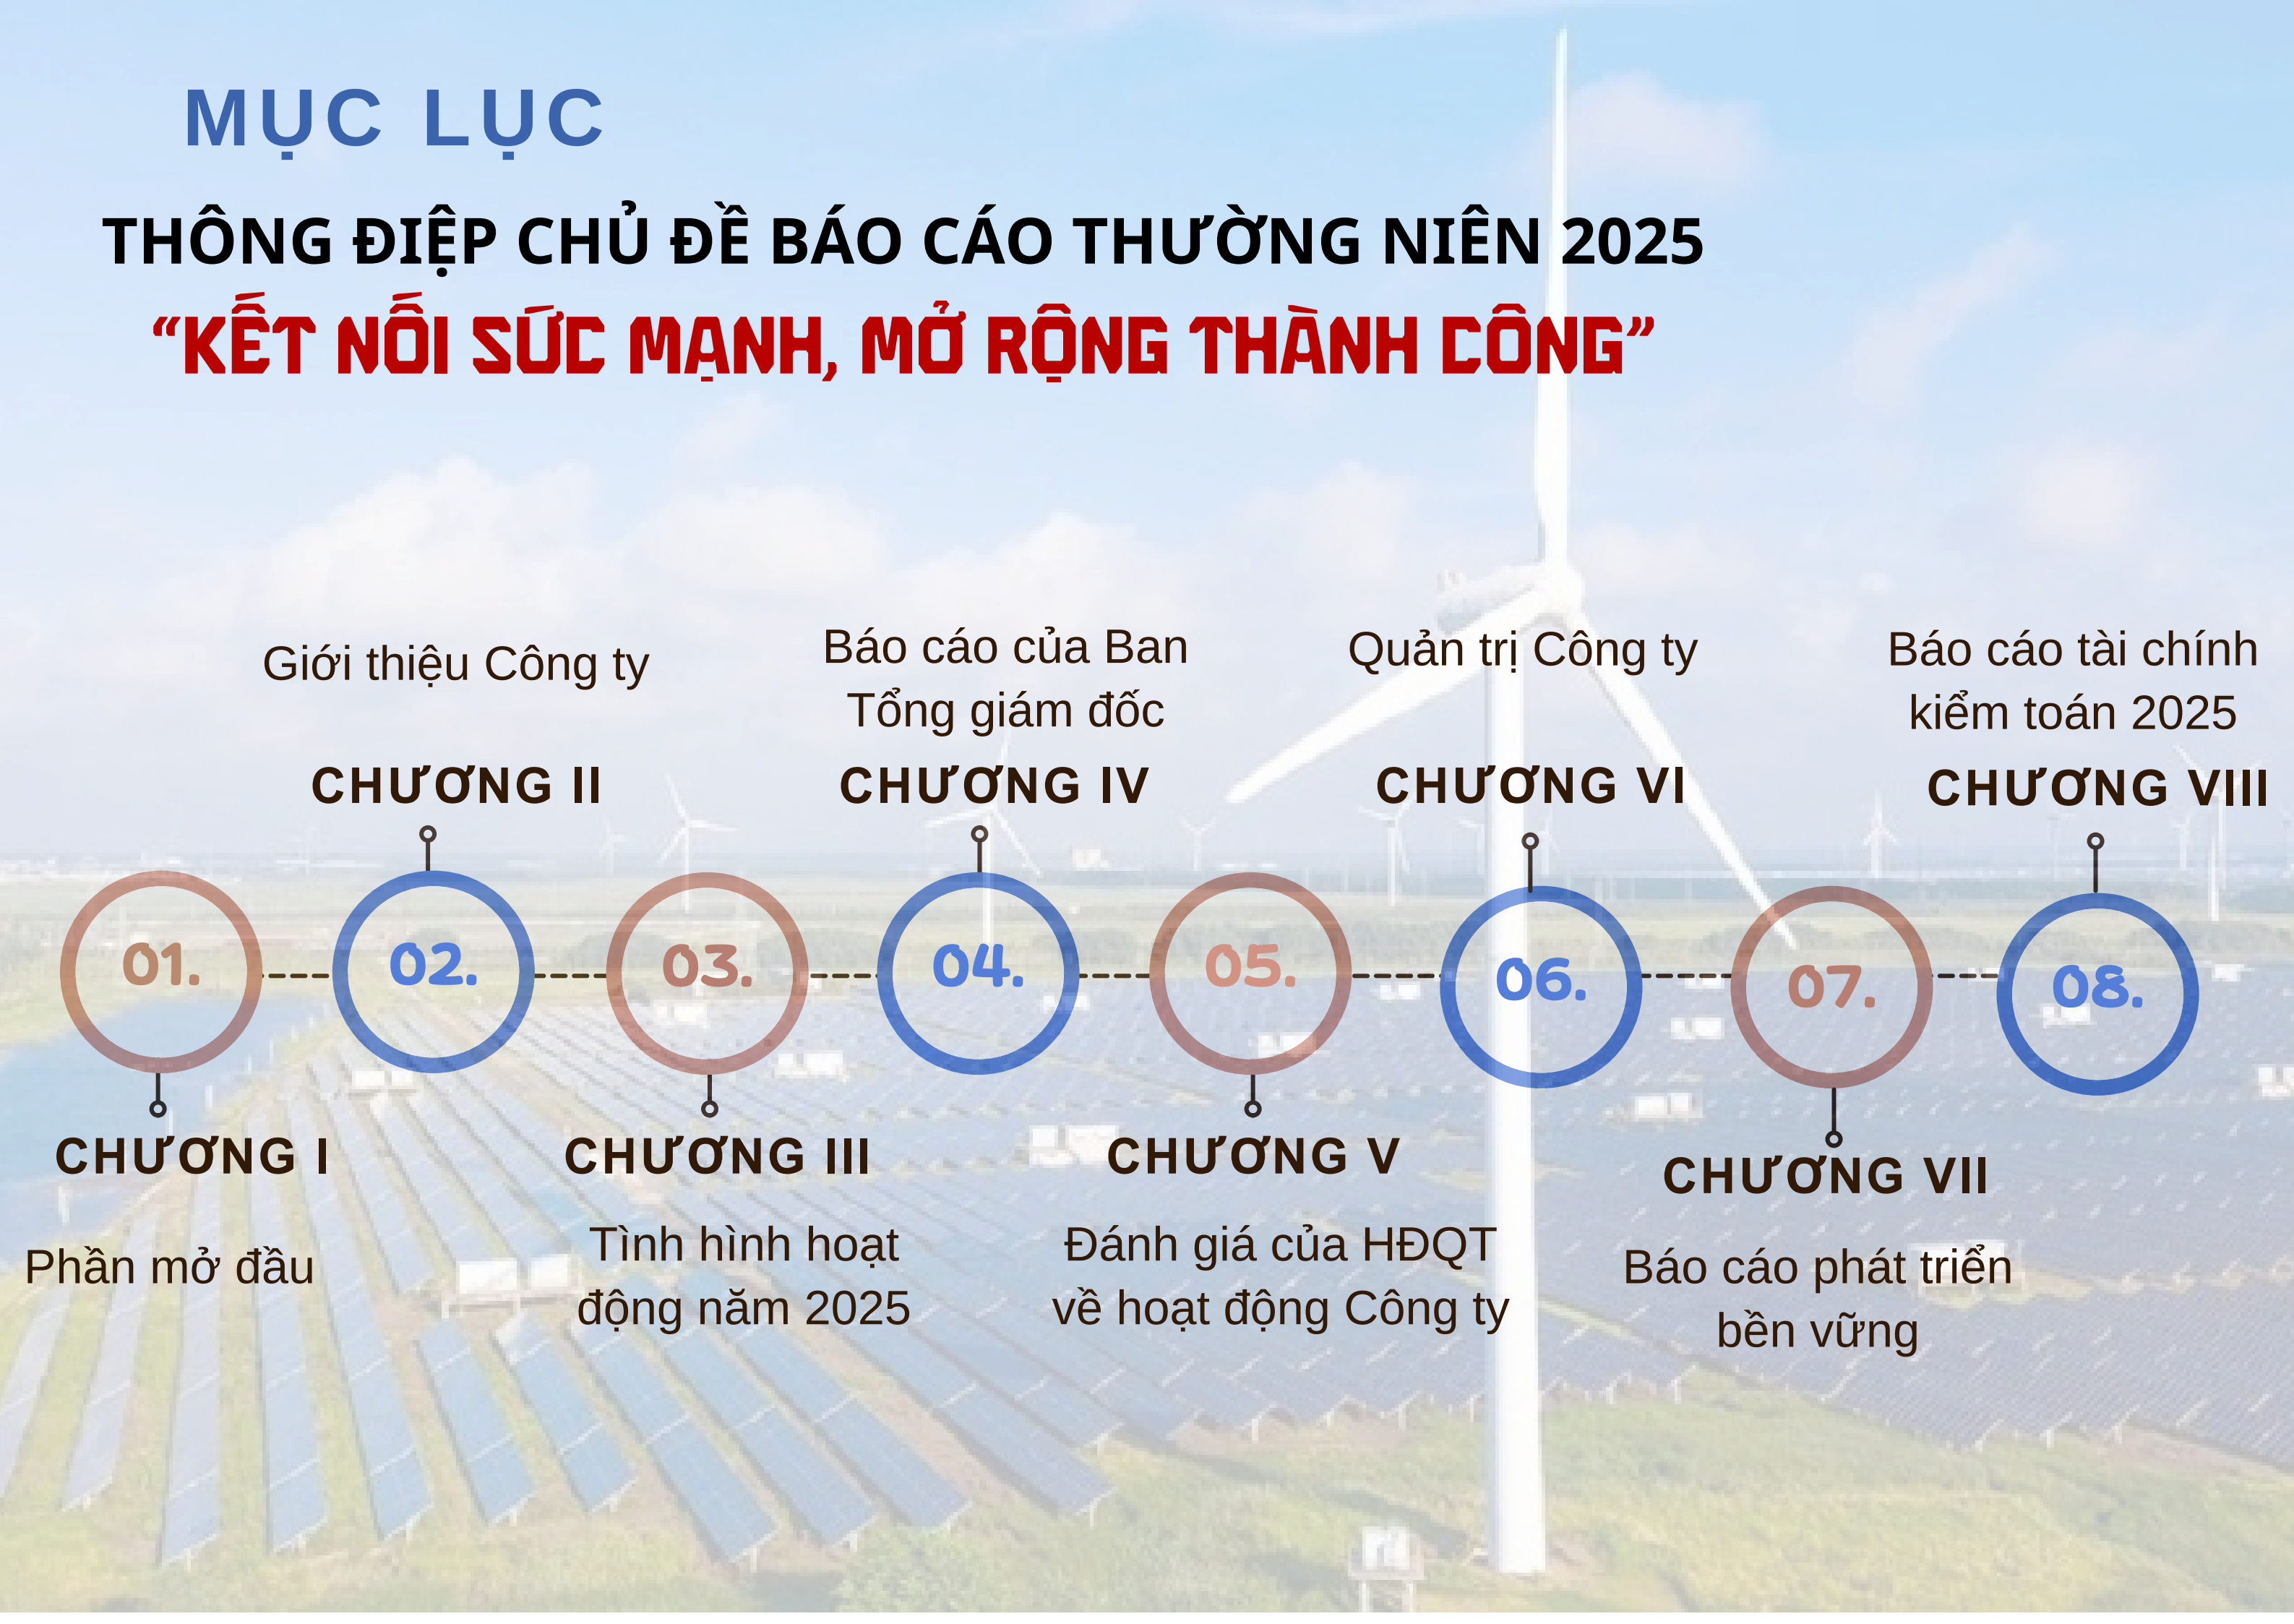 MỤC LỤC
THÔNG ĐIỆP CHỦ ĐỀ BÁO CÁO THƯỜNG NIÊN 2025
“KẾT NỐI SỨC MẠNH, MỞ RỘNG THÀNH CÔNG”
01.
CHƯƠNG I
Phần mở đầu
Giới thiệu Công ty
CHƯƠNG II
02.
03.
CHƯƠNG III
Tình hình hoạt
động năm 2025
Báo cáo của Ban
Tổng giám đốc
CHƯƠNG IV
04.
05.
CHƯƠNG V
Đánh giá của HĐQT
về hoạt động Công ty
Quản trị Công ty
CHƯƠNG VI
06.
07.
CHƯƠNG VII
Báo cáo phát triển
bền vững
Báo cáo tài chính
kiểm toán 2025
CHƯƠNG VIII
08.